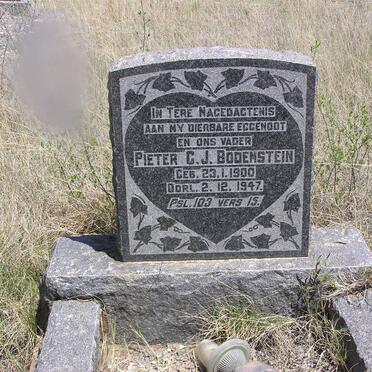 IN TERE NAGEDAGTENIS
AAN MY DIERBARE EGGENOOT
EN ONS VADER
PIETER C.J. BODENSTEIN
GEB. 23.1.1900
OORL. 2.12.1947.
PSL. 103 VERS 15.